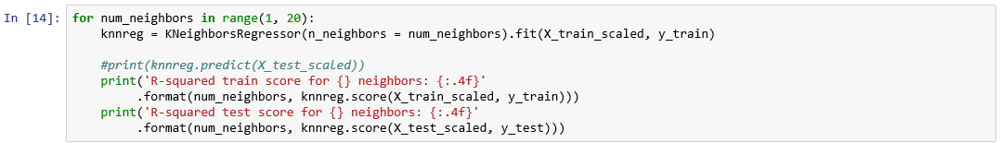 In [14]: for num_neighbors in range(1, 20):
    knnreg = KNeighborsRegressor(n_neighbors = num_neighbors).fit(X_train_scaled, y_train)

    #print(knnreg.predict(X_test_scaled))
    print('R-squared train score for {} neighbors: {:.4f}'
         .format(num_neighbors, knnreg.score(X_train_scaled, y_train)))
    print('R-squared test score for {} neighbors: {:.4f}'
         .format(num_neighbors, knnreg.score(X_test_scaled, y_test)))